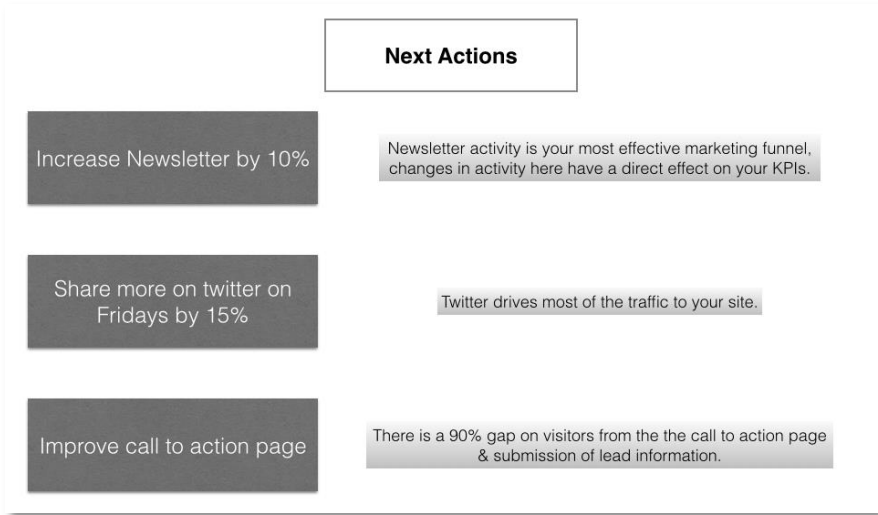 Next Actions
Increase Newsletter by 10%
Newsletter activity is your most effective marketing funnel,
changes in activity here have a direct effect on your KPIs.
Share more on twitter on
Fridays by 15%
Twitter drives most of the traffic to your site.
Improve call to action page
There is a 90% gap on visitors from the the call to action page
& submission of lead information.